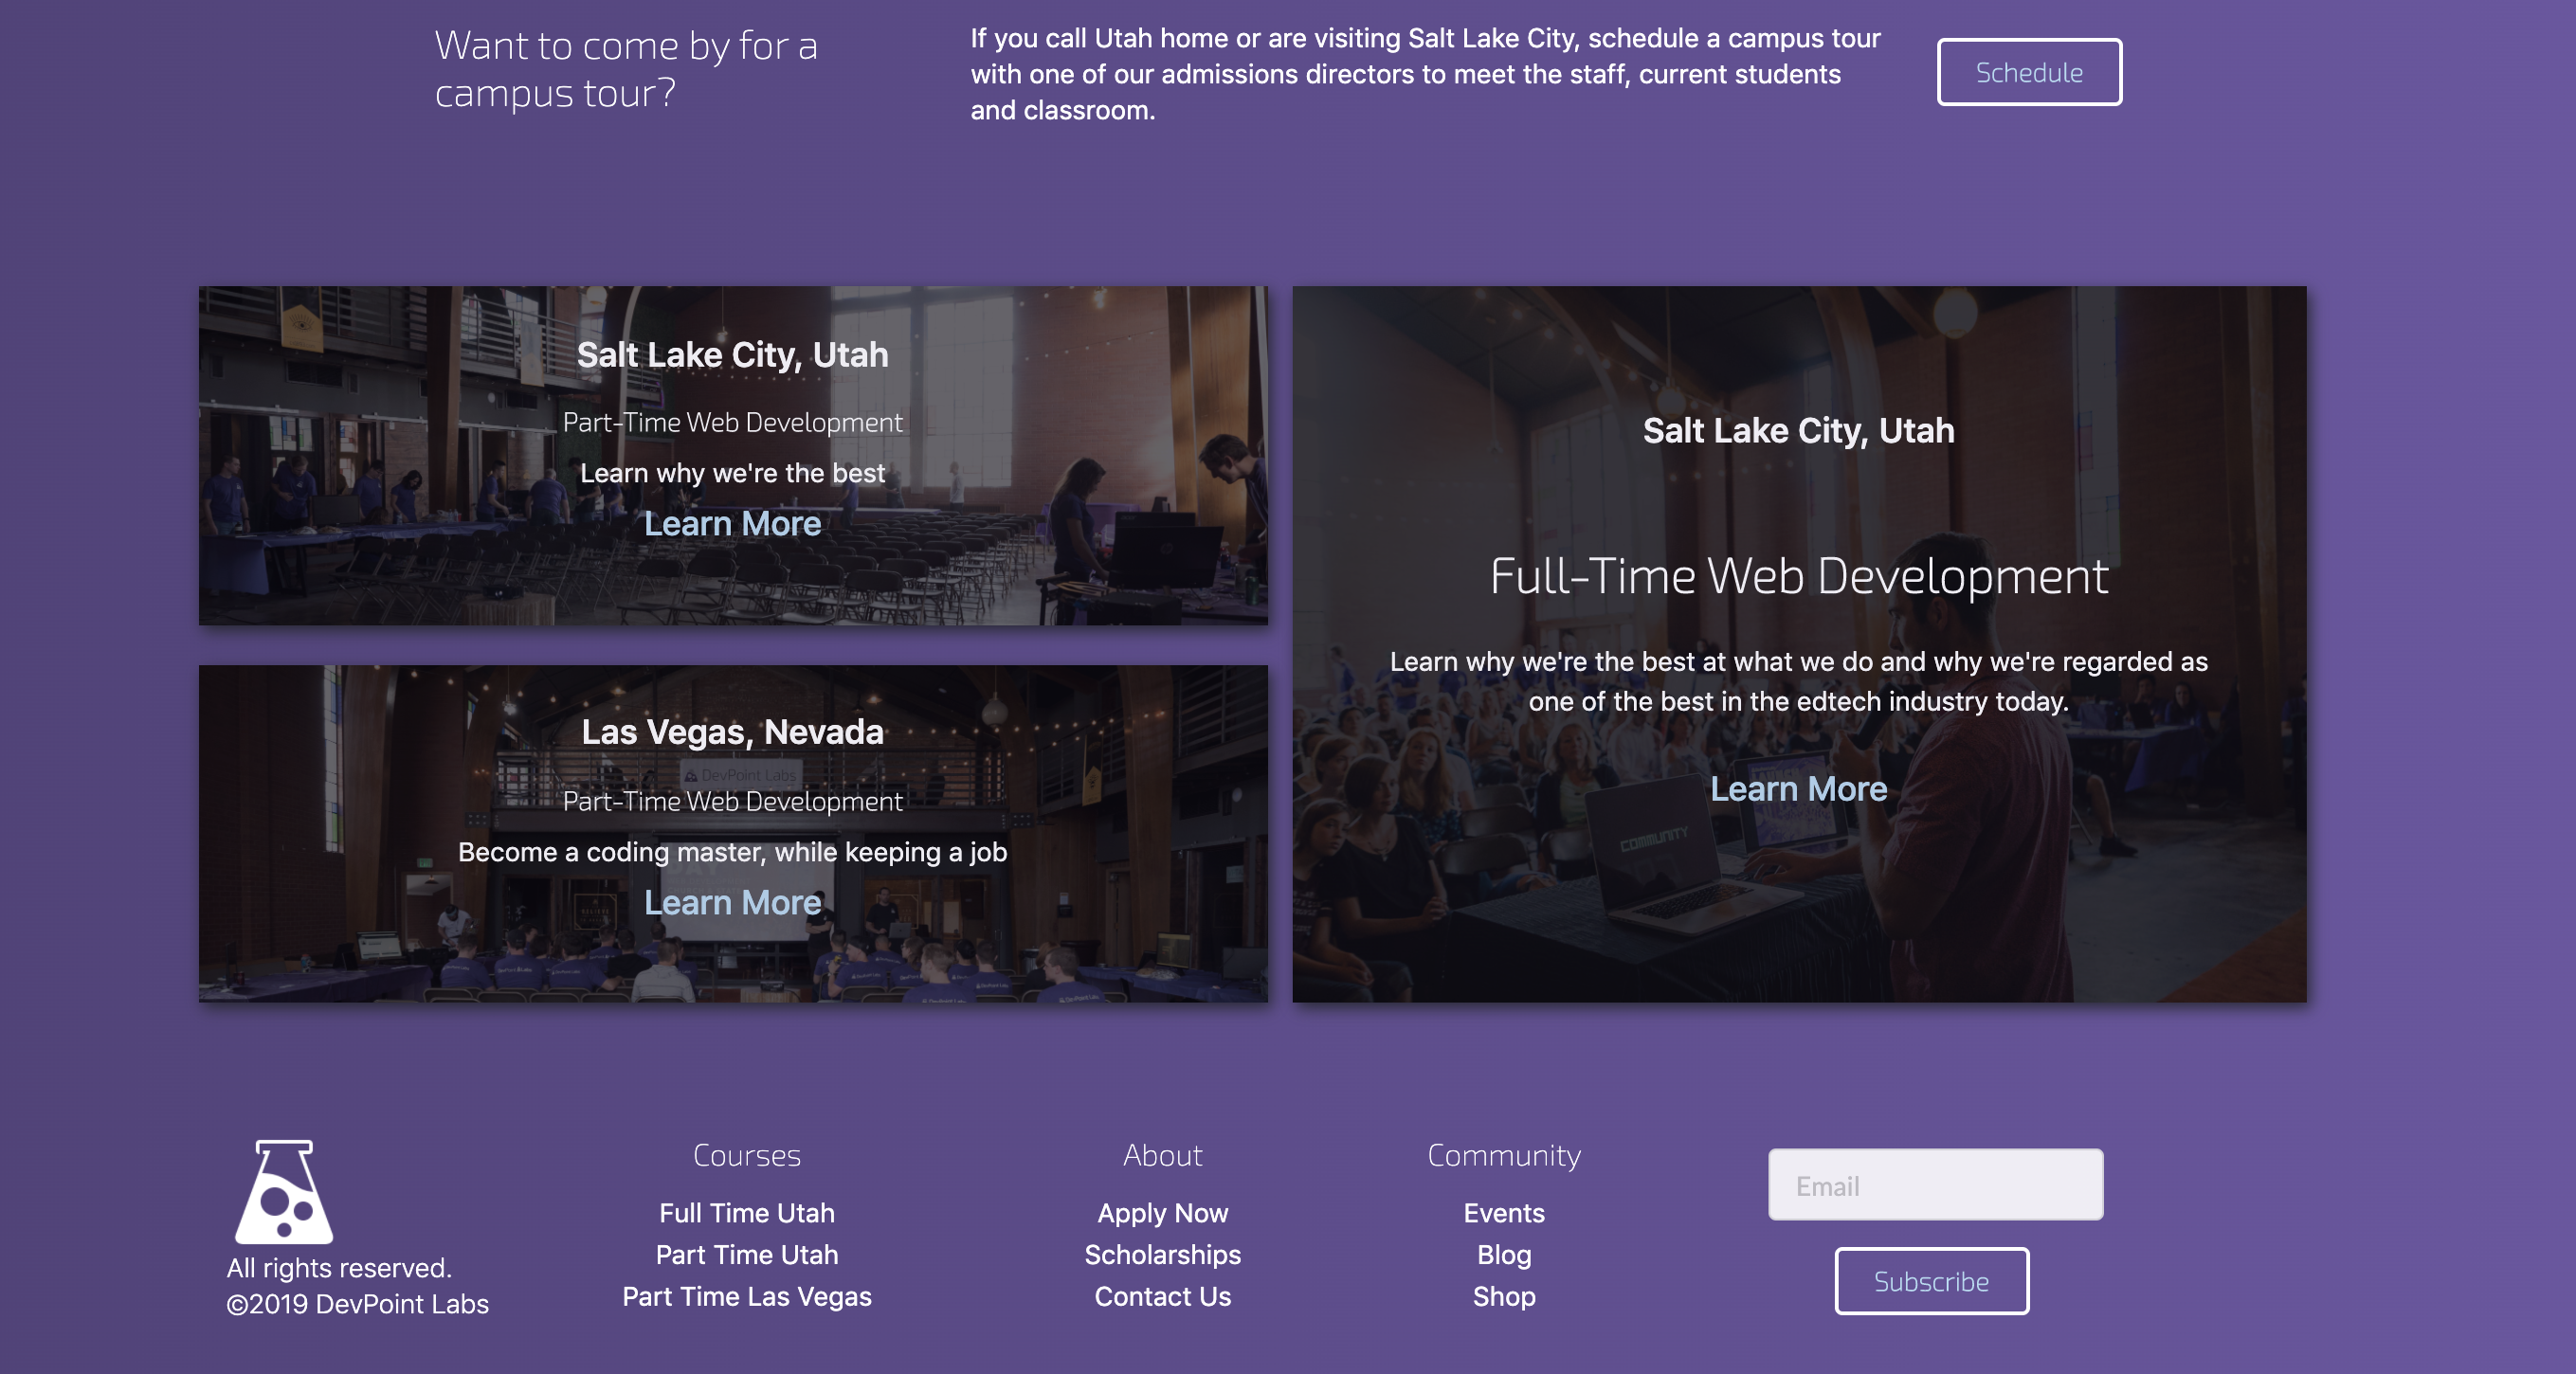 Want to come by for a
campus tour?
If you call Utah home or are visiting Salt Lake City, schedule a campus tour
with one of our admissions directors to meet the staff, current students
and classroom.
Schedule
Salt Lake City, Utah
Part-Time Web Development
Learn why we're the best
Learn More
Las Vegas, Nevada
DevPoint Labs
Part-Time Web Development
Become a coding master, while keeping a job
Learn More
Salt Lake City, Utah
Full-Time Web Development
Learn why we're the best at what we do and why we're regarded as
one of the best in the edtech industry today.
Learn More
COMMUNITY
All rights reserved.
©2019 DevPoint Labs
Courses
Full Time Utah
Part Time Utah
Part Time Las Vegas
About
Apply Now
Scholarships
Contact Us
Community
Events
Blog
Shop
Email
Subscribe